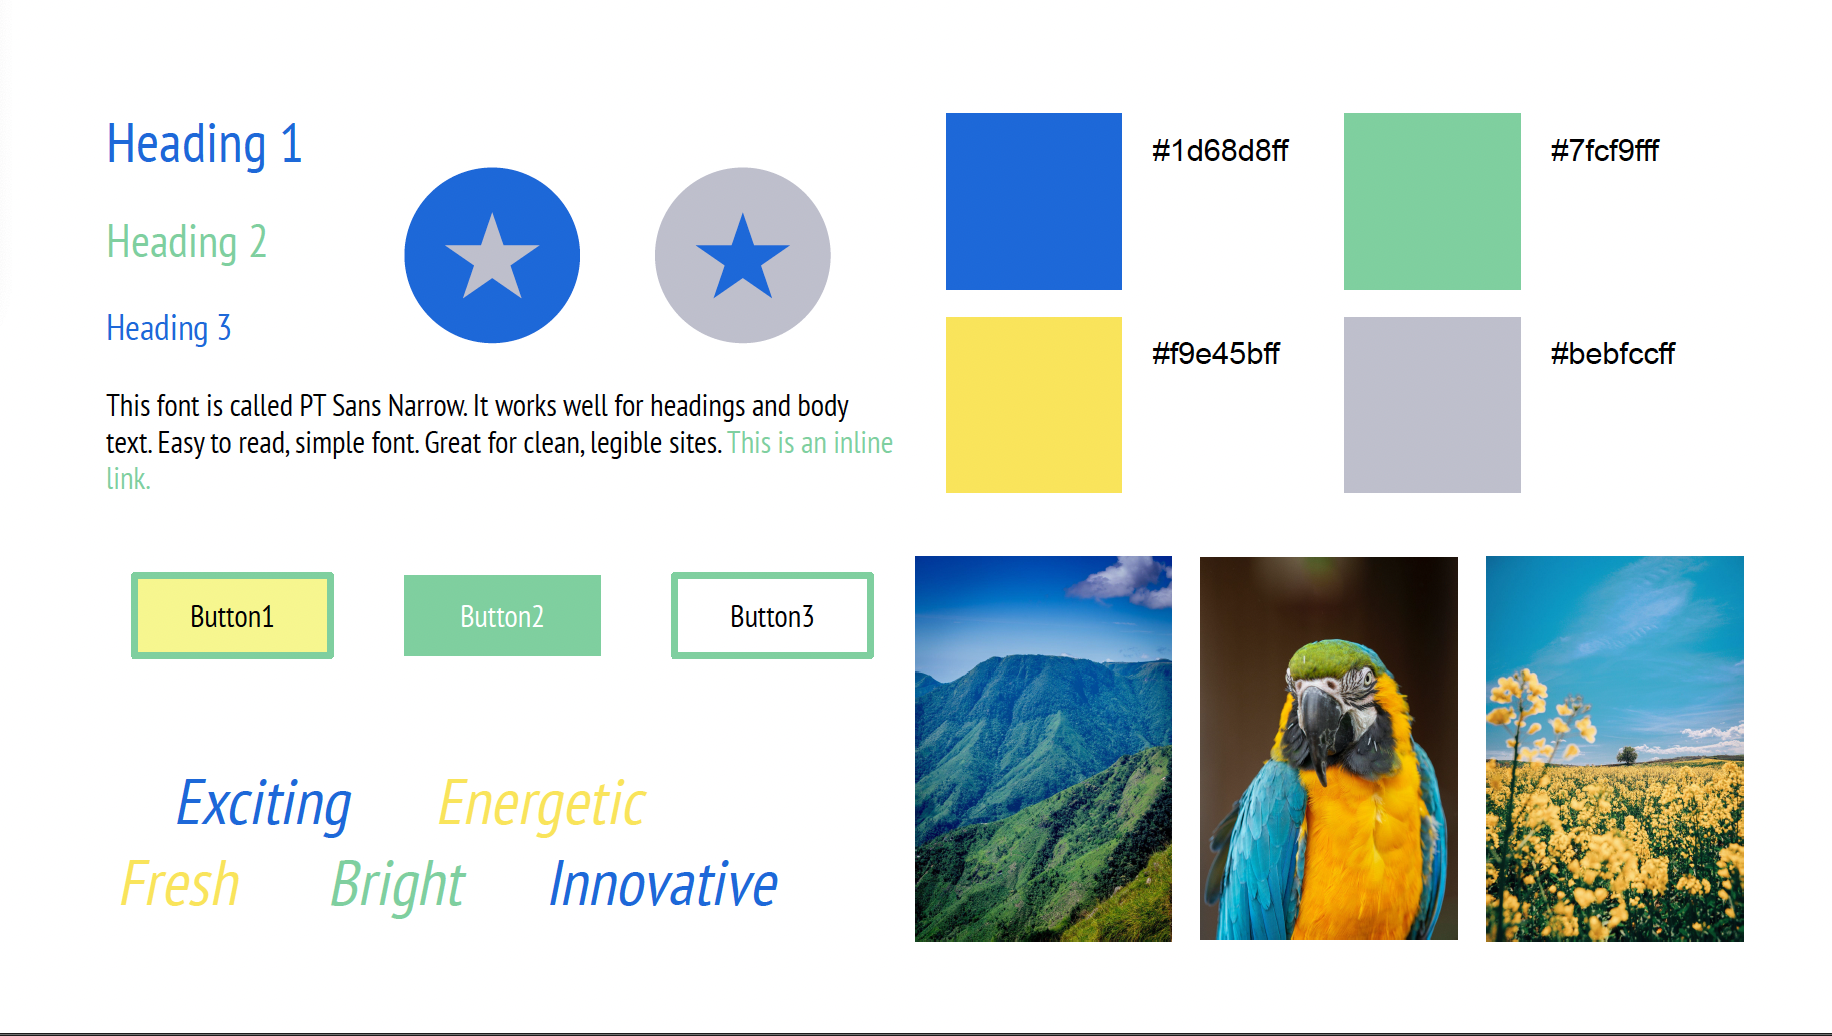 Heading 1
Heading 2
Heading 3
This font is called PT Sans Narrow. It works well for headings and body
text. Easy to read, simple font. Great for clean, legible sites. This is an inline
link.
#1d68d8ff
#7fcf9fff
#f9e45bff
#bebfccff
Button1
Button2
Button3
Exciting
Energetic
Fresh
Bright
Innovative